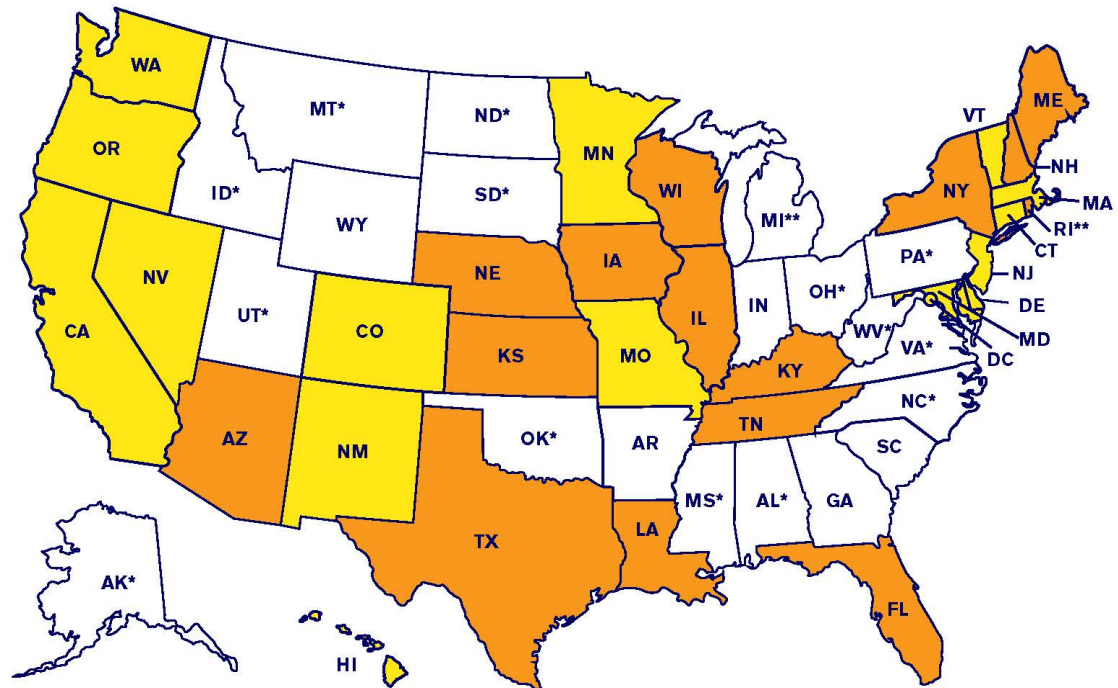 WA
OR
CA
NV
ID*
MT*
WY
UT*
AZ
CO
NM
ND*
SD*
NE
KS
OK*
TX
MN
IA
MO
AR
LA
WI
IL
MI**
IN
OH*
KY
TN
MS*
AL*
GA
FL
SC
NC*
VA*
WV*
PA*
NY
VT
ME
NH
MA
RI**
CT
NJ
DE
MD
DC
AK*
HI